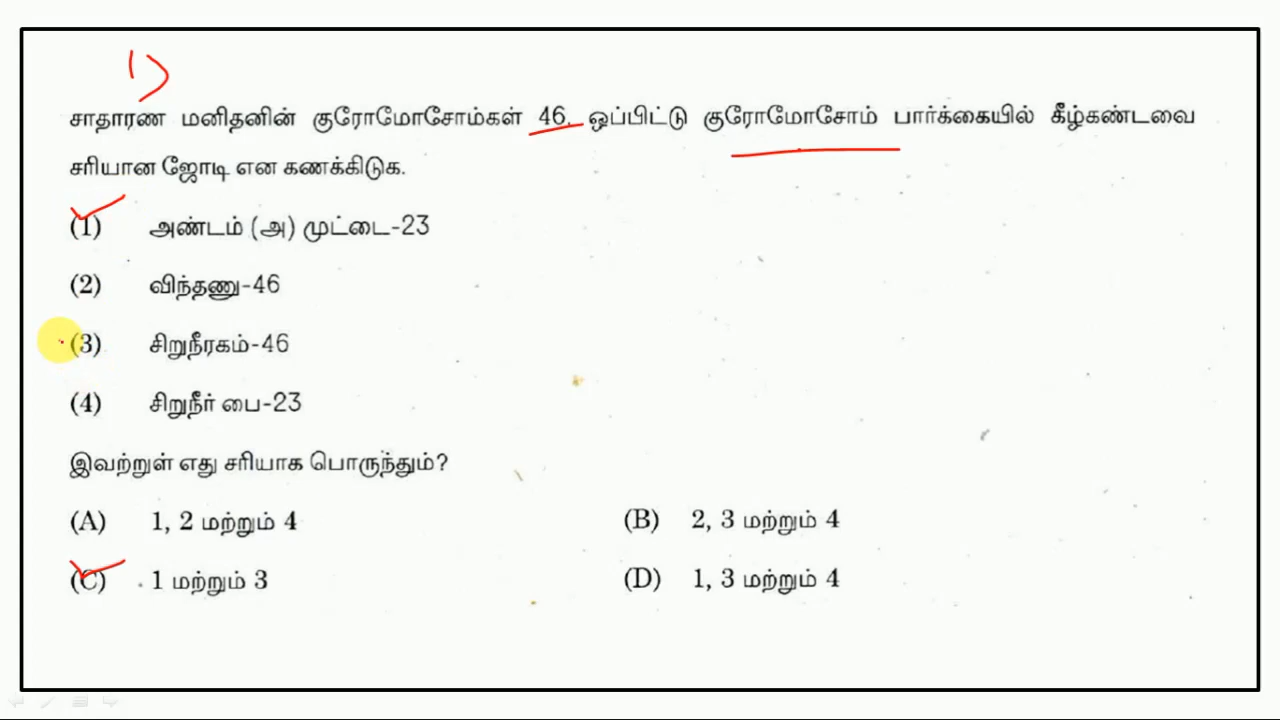 1)
சாதாரண மனிதனின் குரோமோசோம்கள் 46. ஒப்பிட்டு குரோமோசோம் பார்க்கையில் கீழ்கண்டவை
சரியான ஜோடி என கணக்கிடுக.
(1) அண்டம் (அ) முட்டை-23
(2) விந்தணு-46
(3) சிறுநீரகம்-46
(4) சிறுநீர் பை-23
இவற்றுள் எது சரியாக பொருந்தும்?
(A) 1, 2 மற்றும் 4 (B) 2, 3 மற்றும் 4
(C) 1 மற்றும் 3 (D) 1, 3 மற்றும் 4